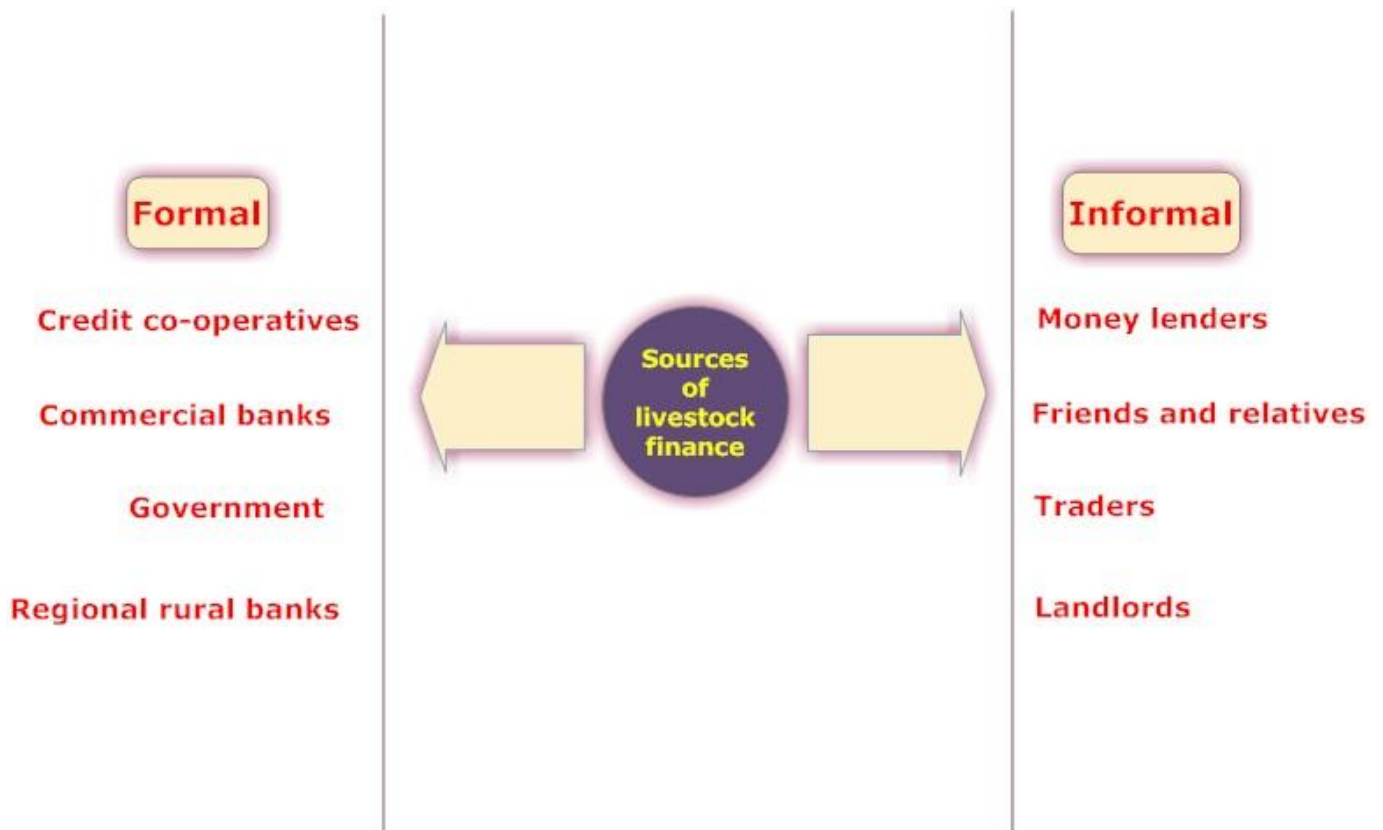 Formal
Credit co-operatives
Commercial banks
Government
Regional rural banks
Sources
of
livestock
finance
Informal
Money lenders
Friends and relatives
Traders
Landlords